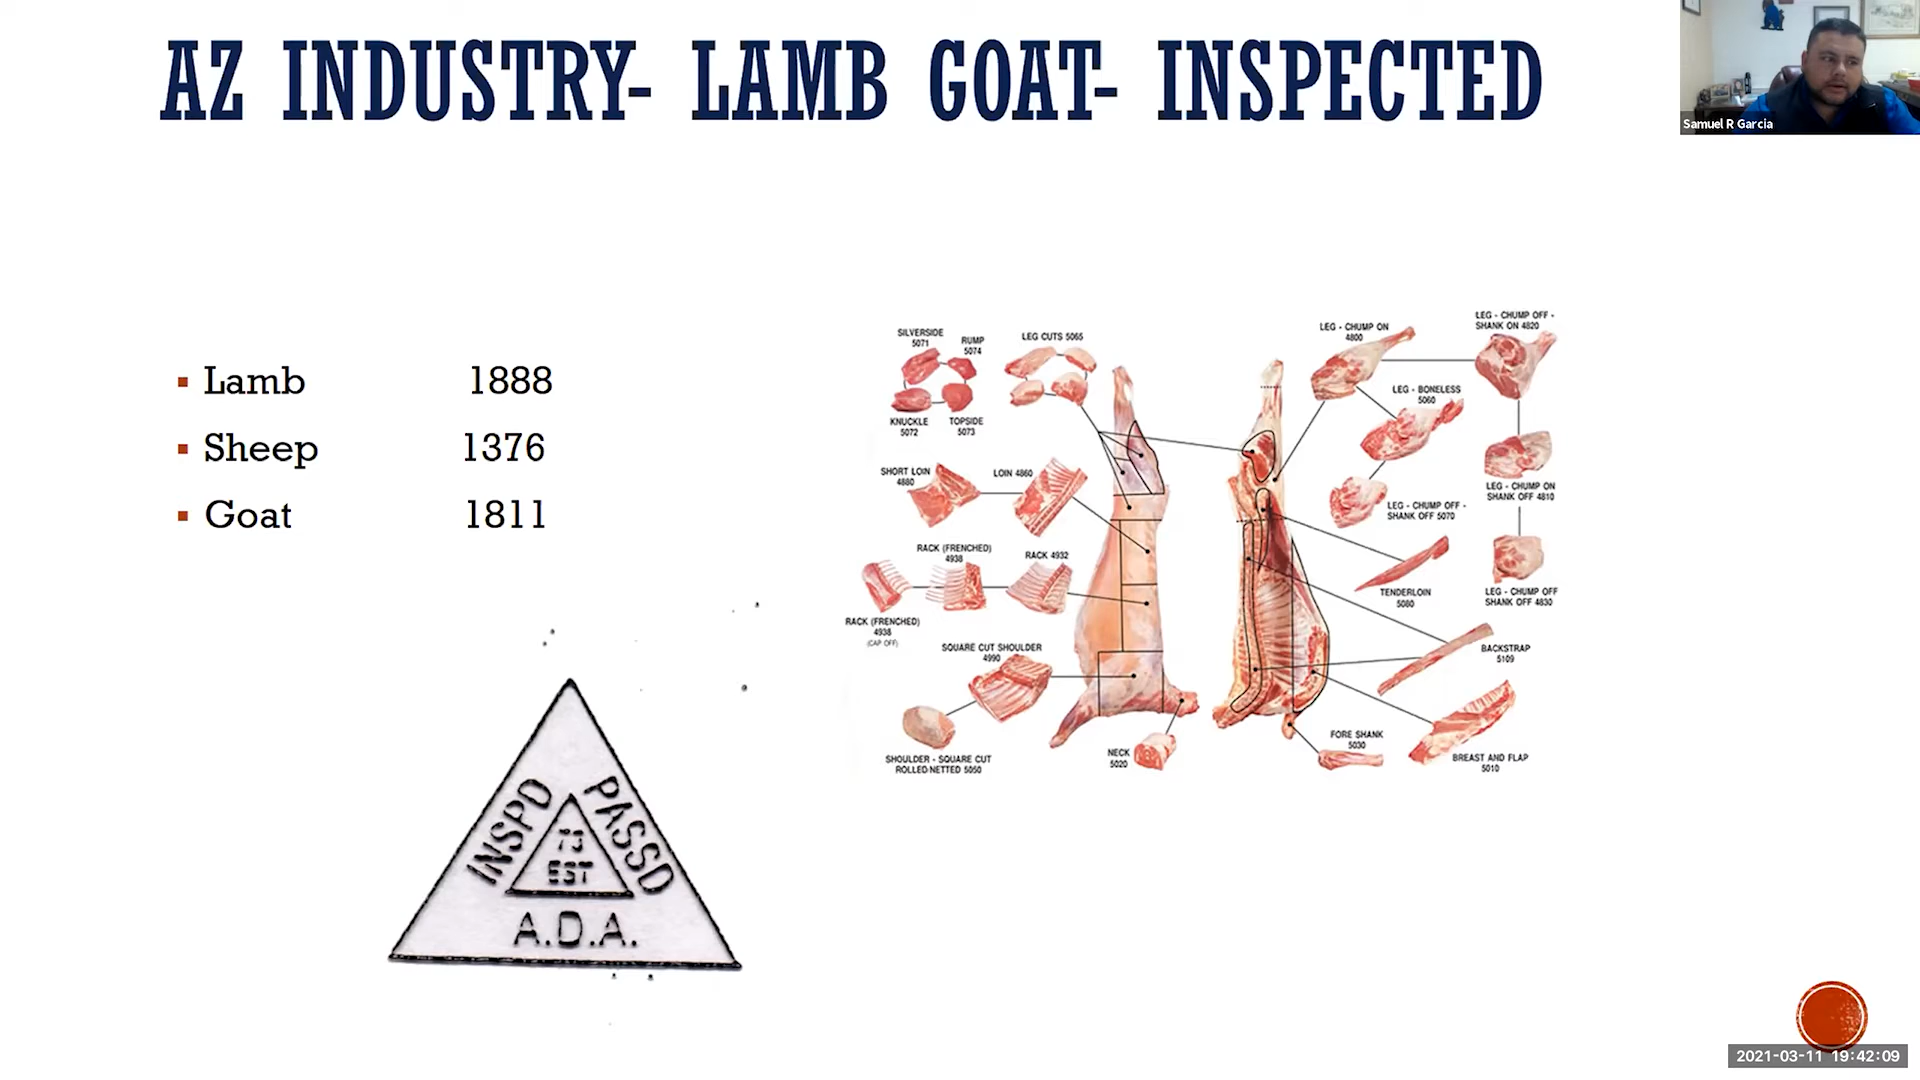 AZ INDUSTRY- LAMB GOAT- INSPECTED
Samuel R Garcia
Lamb 1888
Sheep 1376
Goat 1811
SILVERSIDE
5071
RUMP
5074
KNUCKLE
5072
TOPSIDE
5073
LEG CUTS 5065
SHORT LOIN
4880
LOIN 4860
RACK (FRENCHED)
4938
RACK 4932
RACK (FRENCHED)
4938
(CAP OFF)
SQUARE CUT SHOULDER
4990
SHOULDER - SQUARE CUT
ROLLED/NETTED 5050
NECK
5020
LEG - CHUMP ON
4800
LEG - CHUMP OFF -
SHANK ON 4820
LEG - BONELESS
5060
LEG - CHUMP ON
SHANK OFF 4810
LEG - CHUMP OFF -
SHANK OFF 5070
TENDERLOIN
5080
LEG - CHUMP OFF
SHANK OFF 4830
BACKSTRAP
5109
FORE SHANK
5030
BREAST AND FLAP
5010
INSPD
PASSD
EST
A.D.A.
2021-03-11 19:42:09